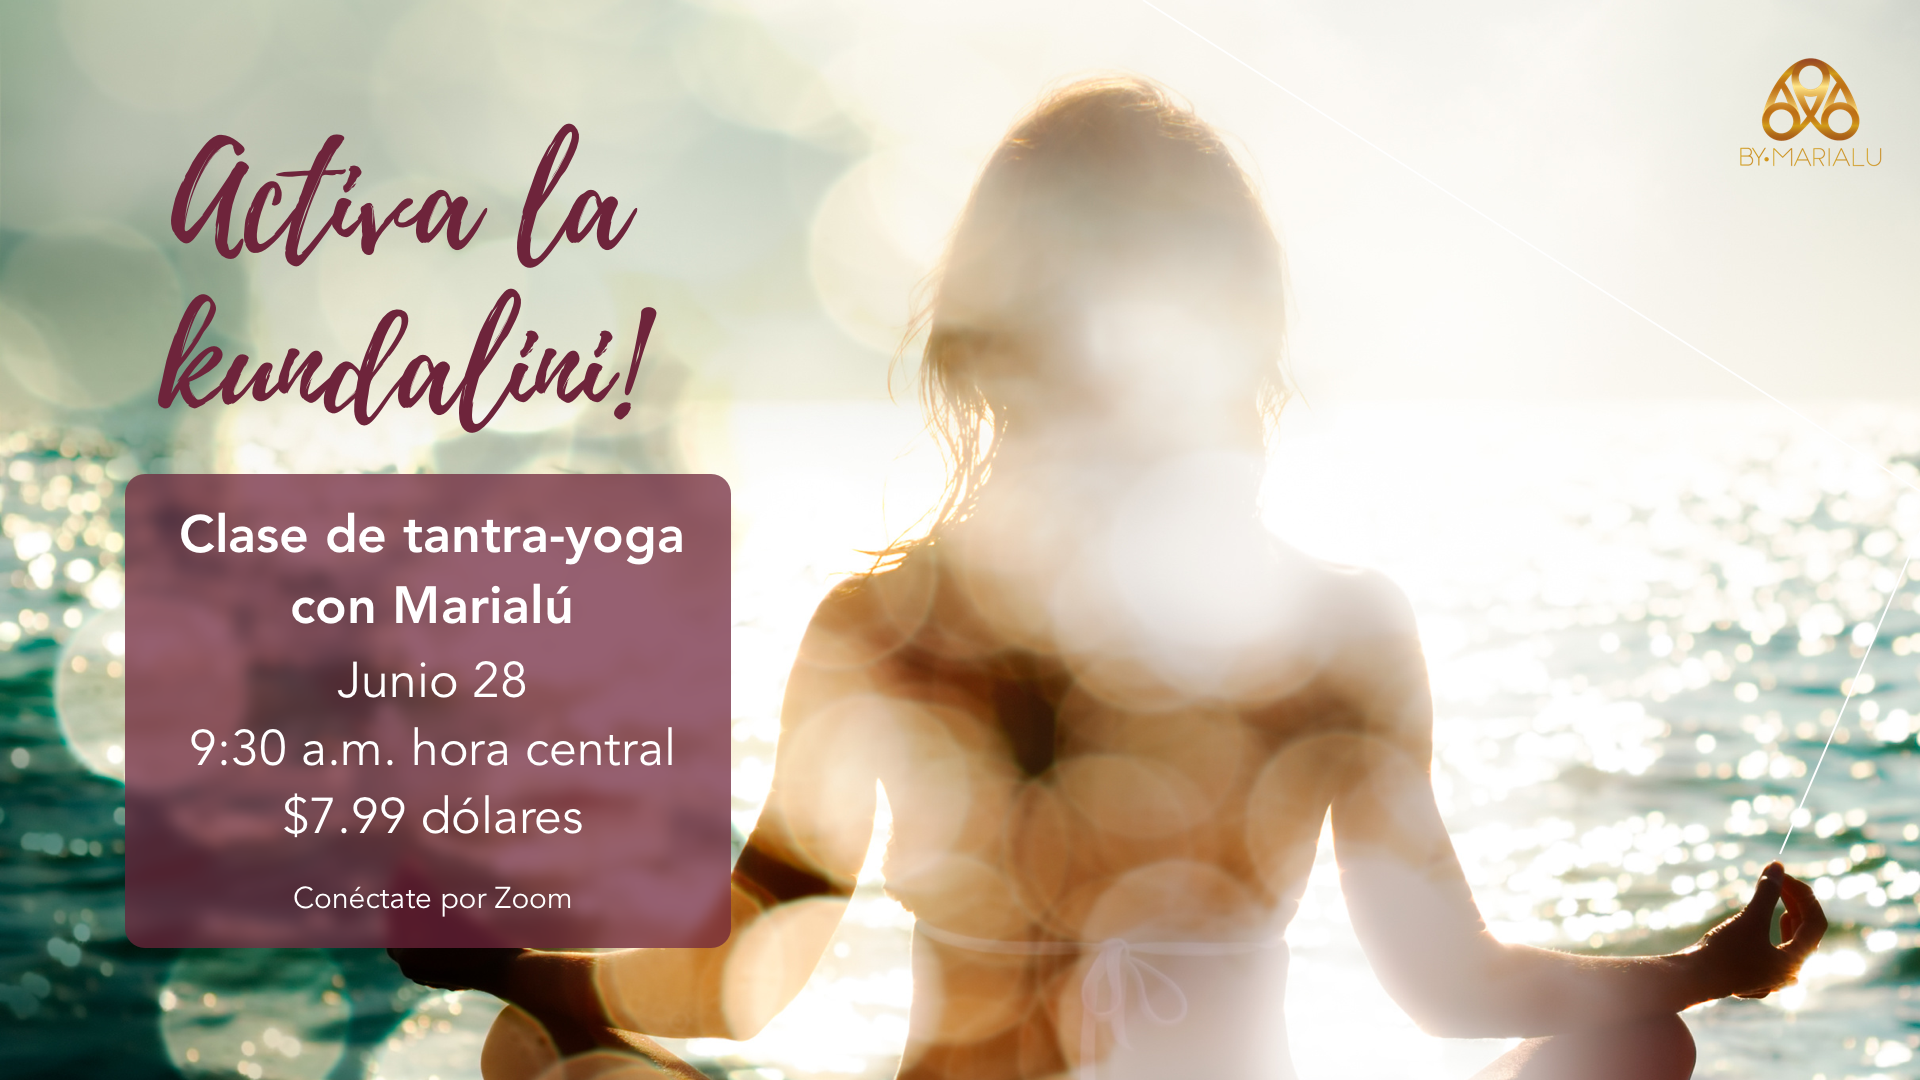 Activa la
kundalini!
BY•MARIALU
Clase de tantra-yoga
con Marialú
Junio 28
9:30 a.m. hora central
$7.99 dólares
Conéctate por Zoom